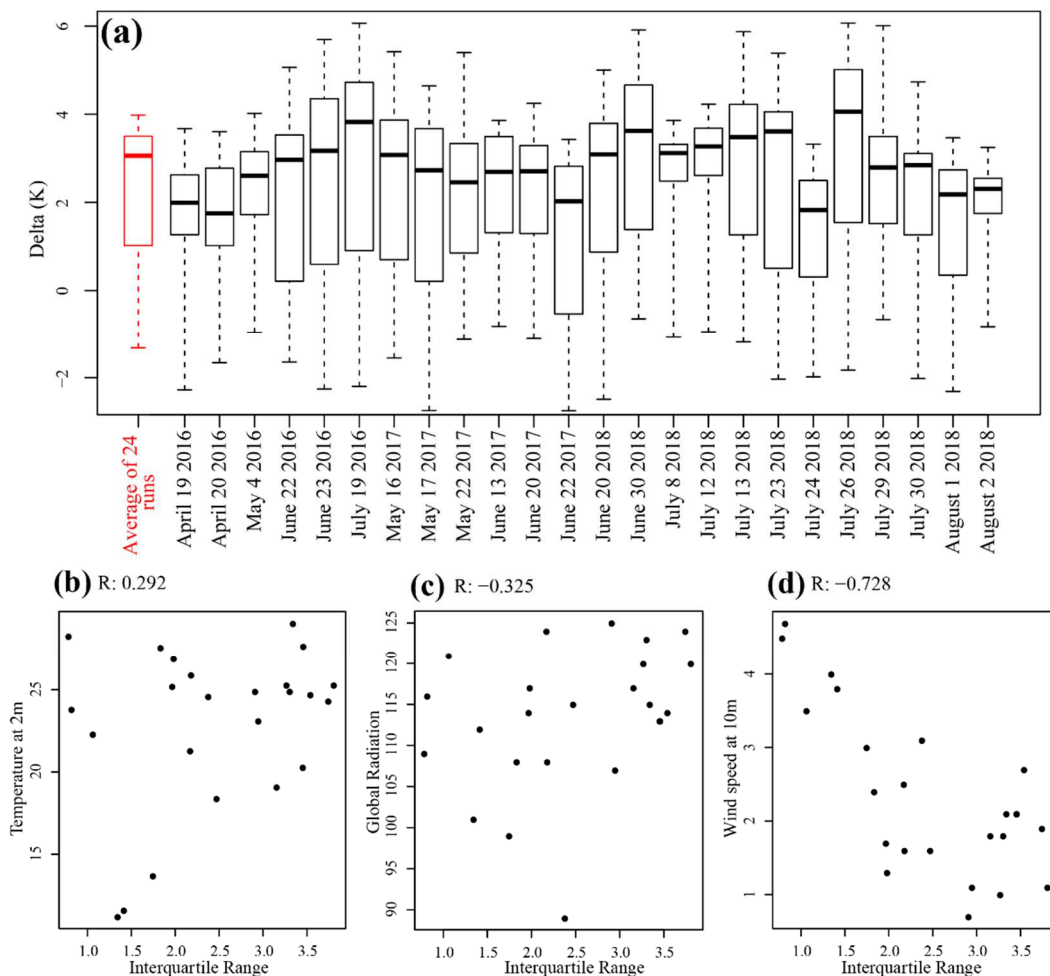 (a)
Delta (K)
6
4
2
0
−2
Average of 24
runs
April 19 2016
April 20 2016
May 4 2016
June 22 2016
June 23 2016
July 19 2016
May 16 2017
May 17 2017
May 22 2017
June 13 2017
June 20 2017
June 22 2017
June 20 2018
June 30 2018
July 8 2018
July 12 2018
July 13 2018
July 23 2018
July 24 2018
July 26 2018
July 29 2018
July 30 2018
August 1 2018
August 2 2018
(b) R: 0.292
Temperature at 2m
25
20
15
1.0 1.5 2.0 2.5 3.0 3.5
Interquartile Range
(c) R: −0.325
Global Radiation
125
120
115
110
105
100
95
90
1.0 1.5 2.0 2.5 3.0 3.5
Interquartile Range
(d) R: −0.728
Wind speed at 10m
4
3
2
1
1.0 1.5 2.0 2.5 3.0 3.5
Interquartile Range